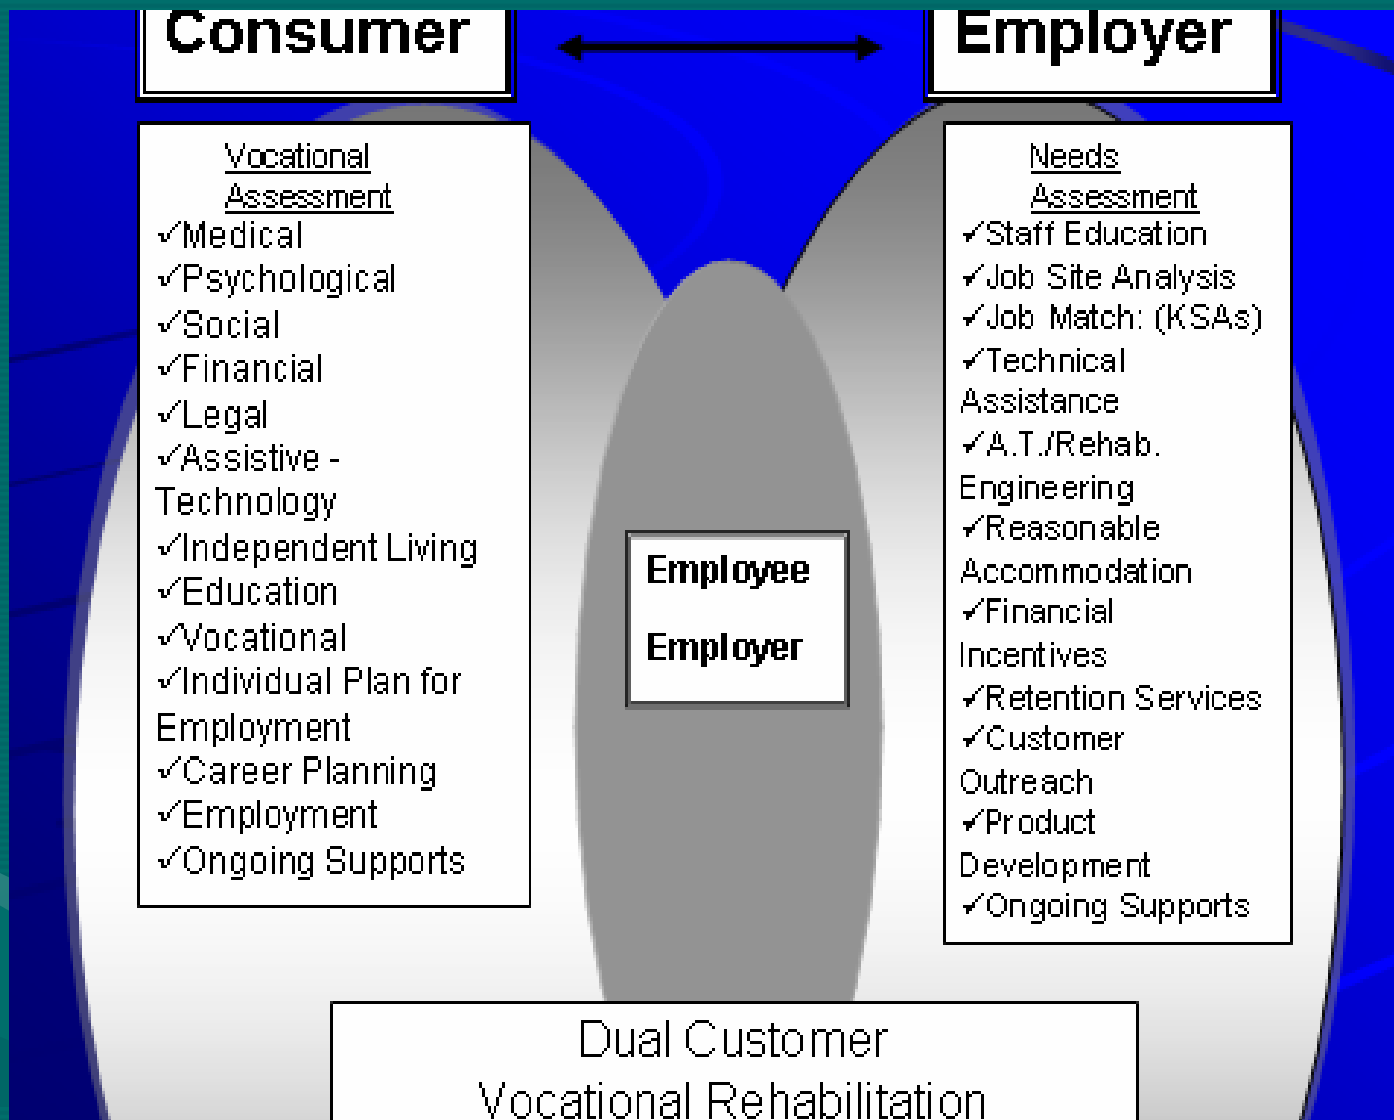 Consumer
Employer
Vocational
Assessment
✓Medical
✓Psychological
✓Social
✓Financial
✓Legal
✓Assistive -
Technology
✓Independent Living
✓Education
✓Vocational
✓Individual Plan for
Employment
✓Career Planning
✓Employment
✓Ongoing Supports
Employee
Employer
Needs
Assessment
✓Staff Education
✓Job Site Analysis
✓Job Match: (KSAs)
✓Technical
Assistance
✓A.T./Rehab.
Engineering
✓Reasonable
Accommodation
✓Financial
Incentives
✓Retention Services
✓Customer
Outreach
✓Product
Development
✓Ongoing Supports
Dual Customer
Vocational Rehabilitation